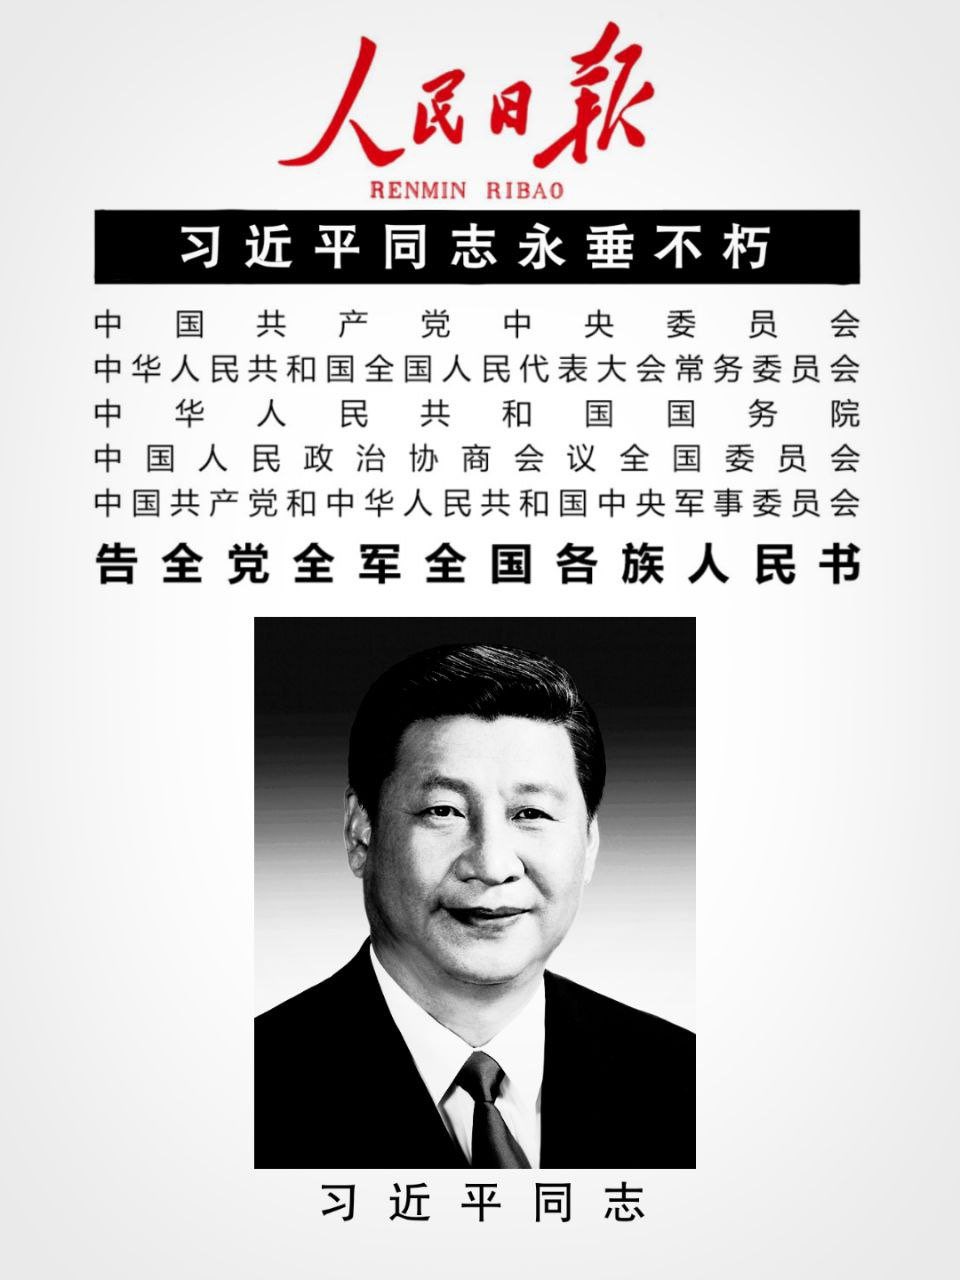 人民日报
RENMIN RIBAO
习近平同志永垂不朽
中国共产党中央委员会
中华人民共和国全国人民代表大会常务委员会
中华人民共和国国务院
中国人民政治协商会议全国委员会
中国共产党和中华人民共和国中央军事委员会
告全党全军全国各族人民书
习近平同志